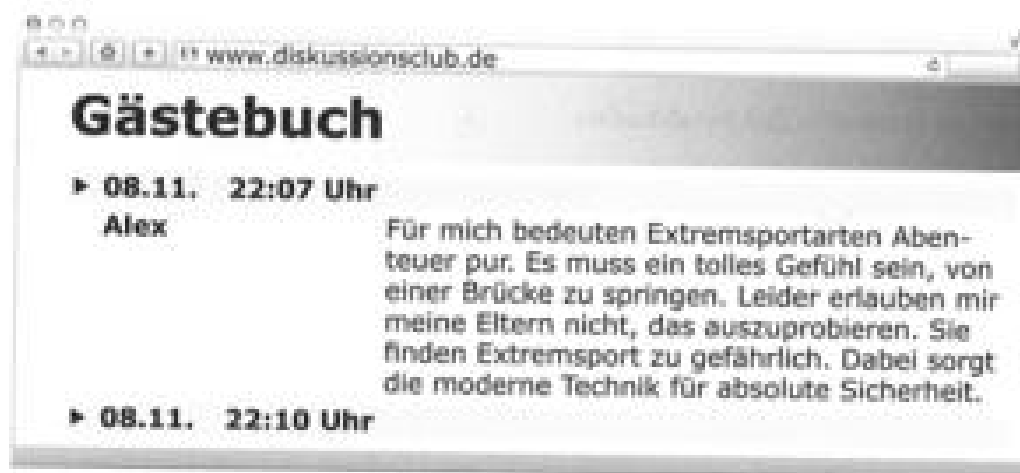 www.diskussionsclub.de
Gästebuch
08.11. 22:07 Uhr
Alex
Für mich bedeuten Extremsportarten Aben-
teuer pur. Es muss ein tolles Gefühl sein, von
einer Brücke zu springen. Leider erlauben mir
meine Eltern nicht, das auszuprobieren. Sie
finden Extremsport zu gefährlich. Dabei sorgt
die moderne Technik für absolute Sicherheit.
08.11. 22:10 Uhr